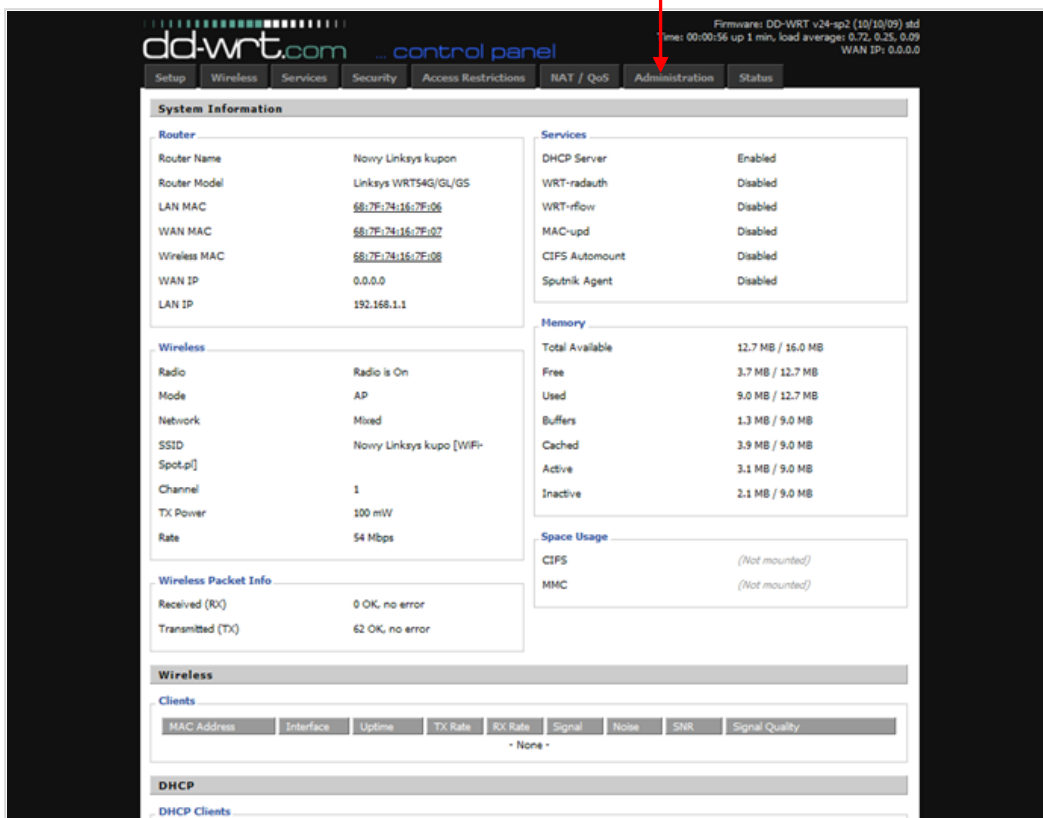 Firmware: DD-WRT v24-sp2 (10/10/09) std
Time: 00:00:56 up 1 min, load average: 0.72, 0.25, 0.09
WAN IP: 0.0.0.0
dd-wrt.com ... control panel
Setup Wireless Services Security Access Restrictions NAT / QoS Administration Status
System Information
Router
Router Name Nowy Linksys kupon
Router Model Linksys WRT54G/GL/GS
LAN MAC 68:7F:74:16:7F:06
WAN MAC 68:7F:74:16:7F:07
Wireless MAC 68:7F:74:16:7F:08
WAN IP 0.0.0.0
LAN IP 192.168.1.1
Wireless
Radio Radio is On
Mode AP
Network Mixed
SSID Nowy Linksys kupo [WiFi-
Spot.pl]
Channel 1
TX Power 100 mW
Rate 54 Mbps
Wireless Packet Info
Received (RX) 0 OK, no error
Transmitted (TX) 62 OK, no error
Services
DHCP Server Enabled
WRT-radauth Disabled
WRT-rflow Disabled
MAC-upd Disabled
CIFS Automount Disabled
Sputnik Agent Disabled
Memory
Total Available 12.7 MB / 16.0 MB
Free 3.7 MB / 12.7 MB
Used 9.0 MB / 12.7 MB
Buffers 1.3 MB / 9.0 MB
Cached 3.9 MB / 9.0 MB
Active 3.1 MB / 9.0 MB
Inactive 2.1 MB / 9.0 MB
Space Usage
CIFS (Not mounted)
MMC (Not mounted)
Wireless
Clients
MAC Address Interface Uptime TX Rate RX Rate Signal Noise SNR Signal Quality
- None -
DHCP
DHCP Clients